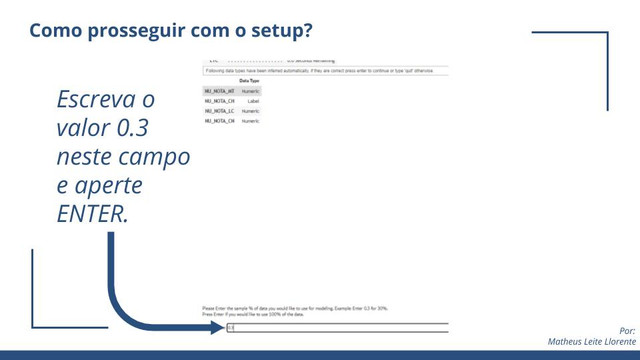 Como prosseguir com o setup?
Following data types have been inferred automatically, if they are correct press enter to continue or type 'quit' otherwise.
Data Type
NU_NOTA_MT Numeric
NU_NOTA_CH Label
NU_NOTA_LC Numeric
NU_NOTA_CN Numeric
Escreva o
valor 0.3
neste campo
e aperte
ENTER.
Please Enter the sample % of data you would like to use for modeling. Example: Enter 0.3 for 30%.
Press Enter if you would like to use 100% of the data.
0.3
Por:
Matheus Leite Llorente